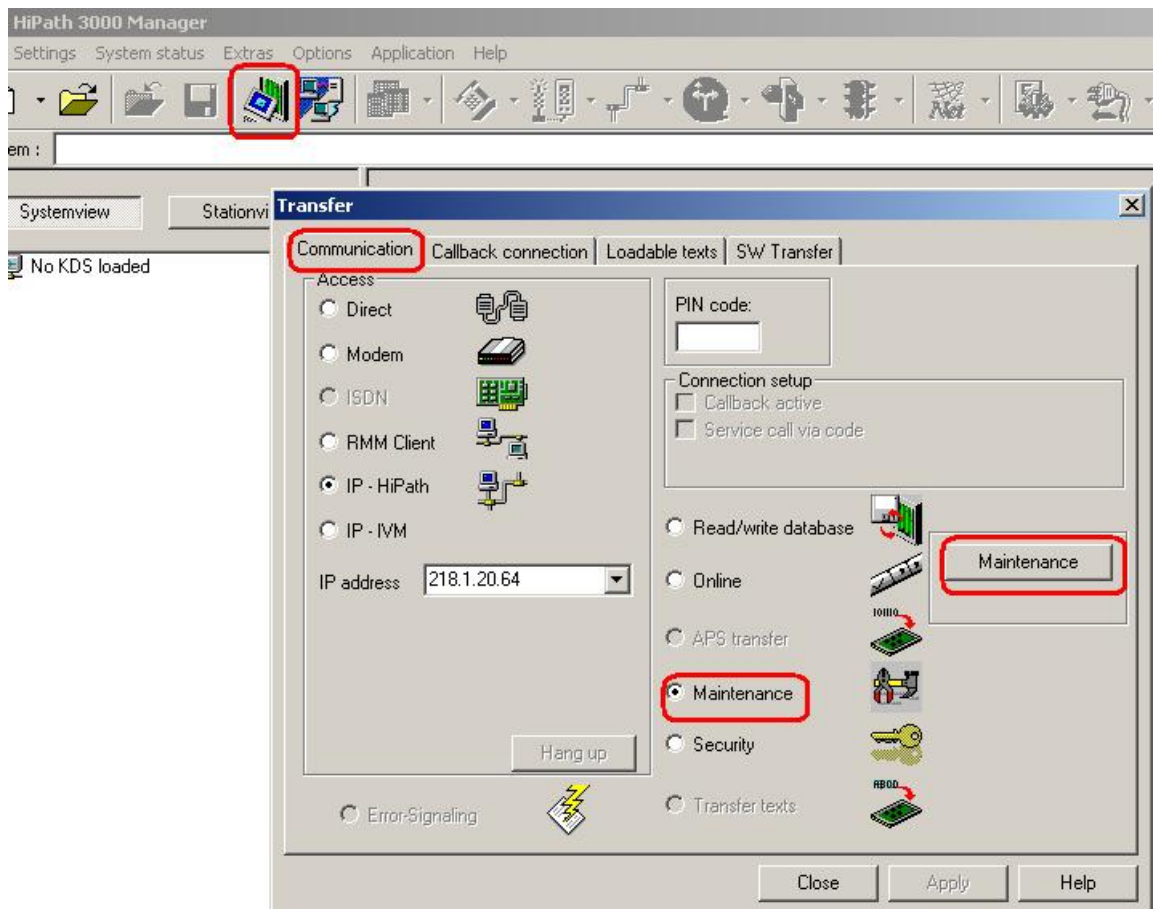 HiPath 3000 Manager
Settings System status Extras Options Application Help
Net
em :
Systemview Stationvi
No KDS loaded
Transfer
Communication Callback connection Loadable texts SW Transfer
Access
Direct
Modem
ISDN
RMM Client
IP - HiPath
IP - IVM
IP address 218.1.20.64
Hang up
Error-Signaling
PIN code:
Connection setup
Callback active
Service call via code
Read/write database
Online
APS transfer
Maintenance
Security
Transfer texts
Maintenance
Close Apply Help